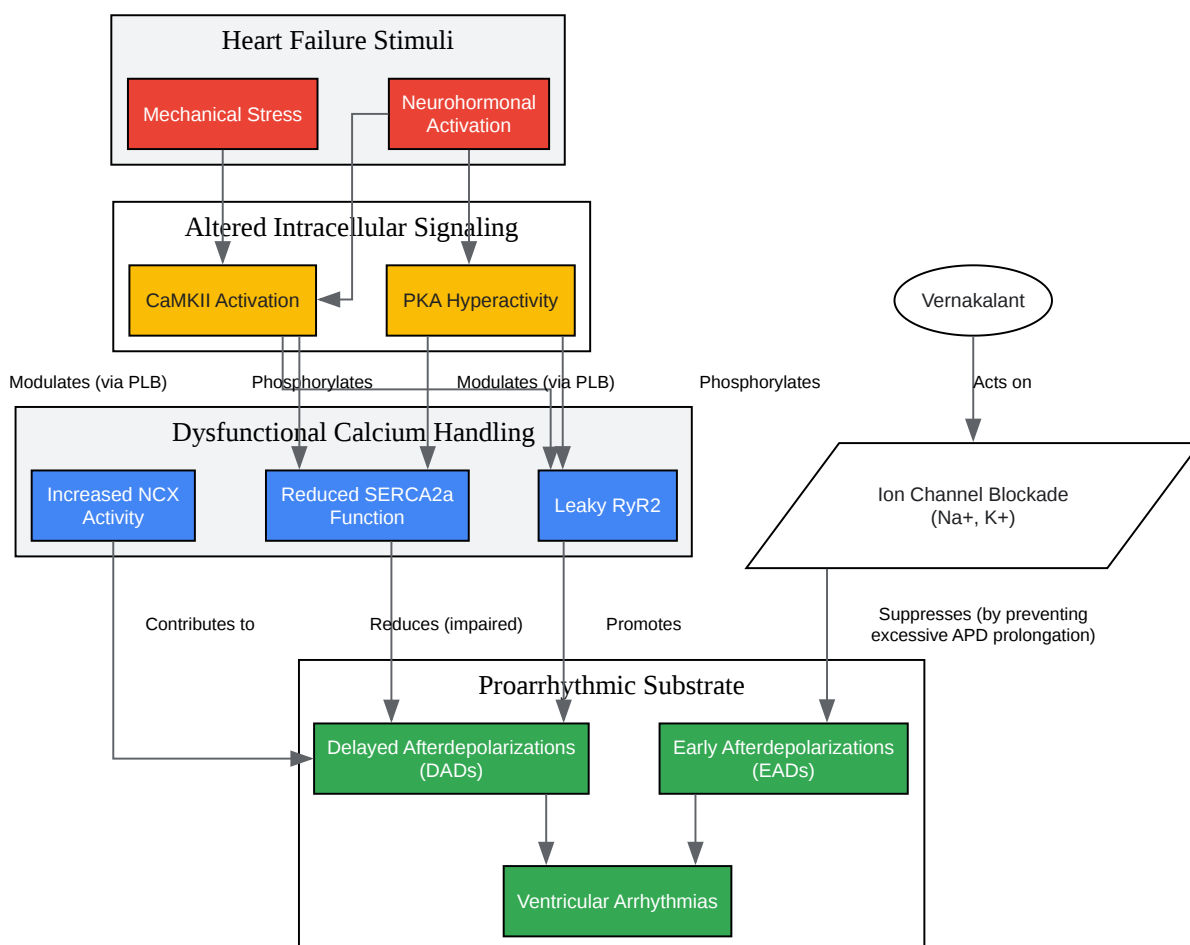 Heart Failure Stimuli
Mechanical Stress
Neurohormonal
Activation
Altered Intracellular Signaling
CaMKII Activation
PKA Hyperactivity
Vernakalant
Modulates (via PLB)
Phosphorylates
Modulates (via PLB)
Phosphorylates
Acts on
Dysfunctional Calcium Handling
Increased NCX
Activity
Reduced SERCA2a
Function
Leaky RyR2
Ion Channel Blockade
(Na+, K+)
Contributes to
Reduces (impaired)
Promotes
Suppresses (by preventing
excessive APD prolongation)
Proarrhythmic Substrate
Delayed Afterdepolarizations
(DADs)
Early Afterdepolarizations
(EADs)
Ventricular Arrhythmias